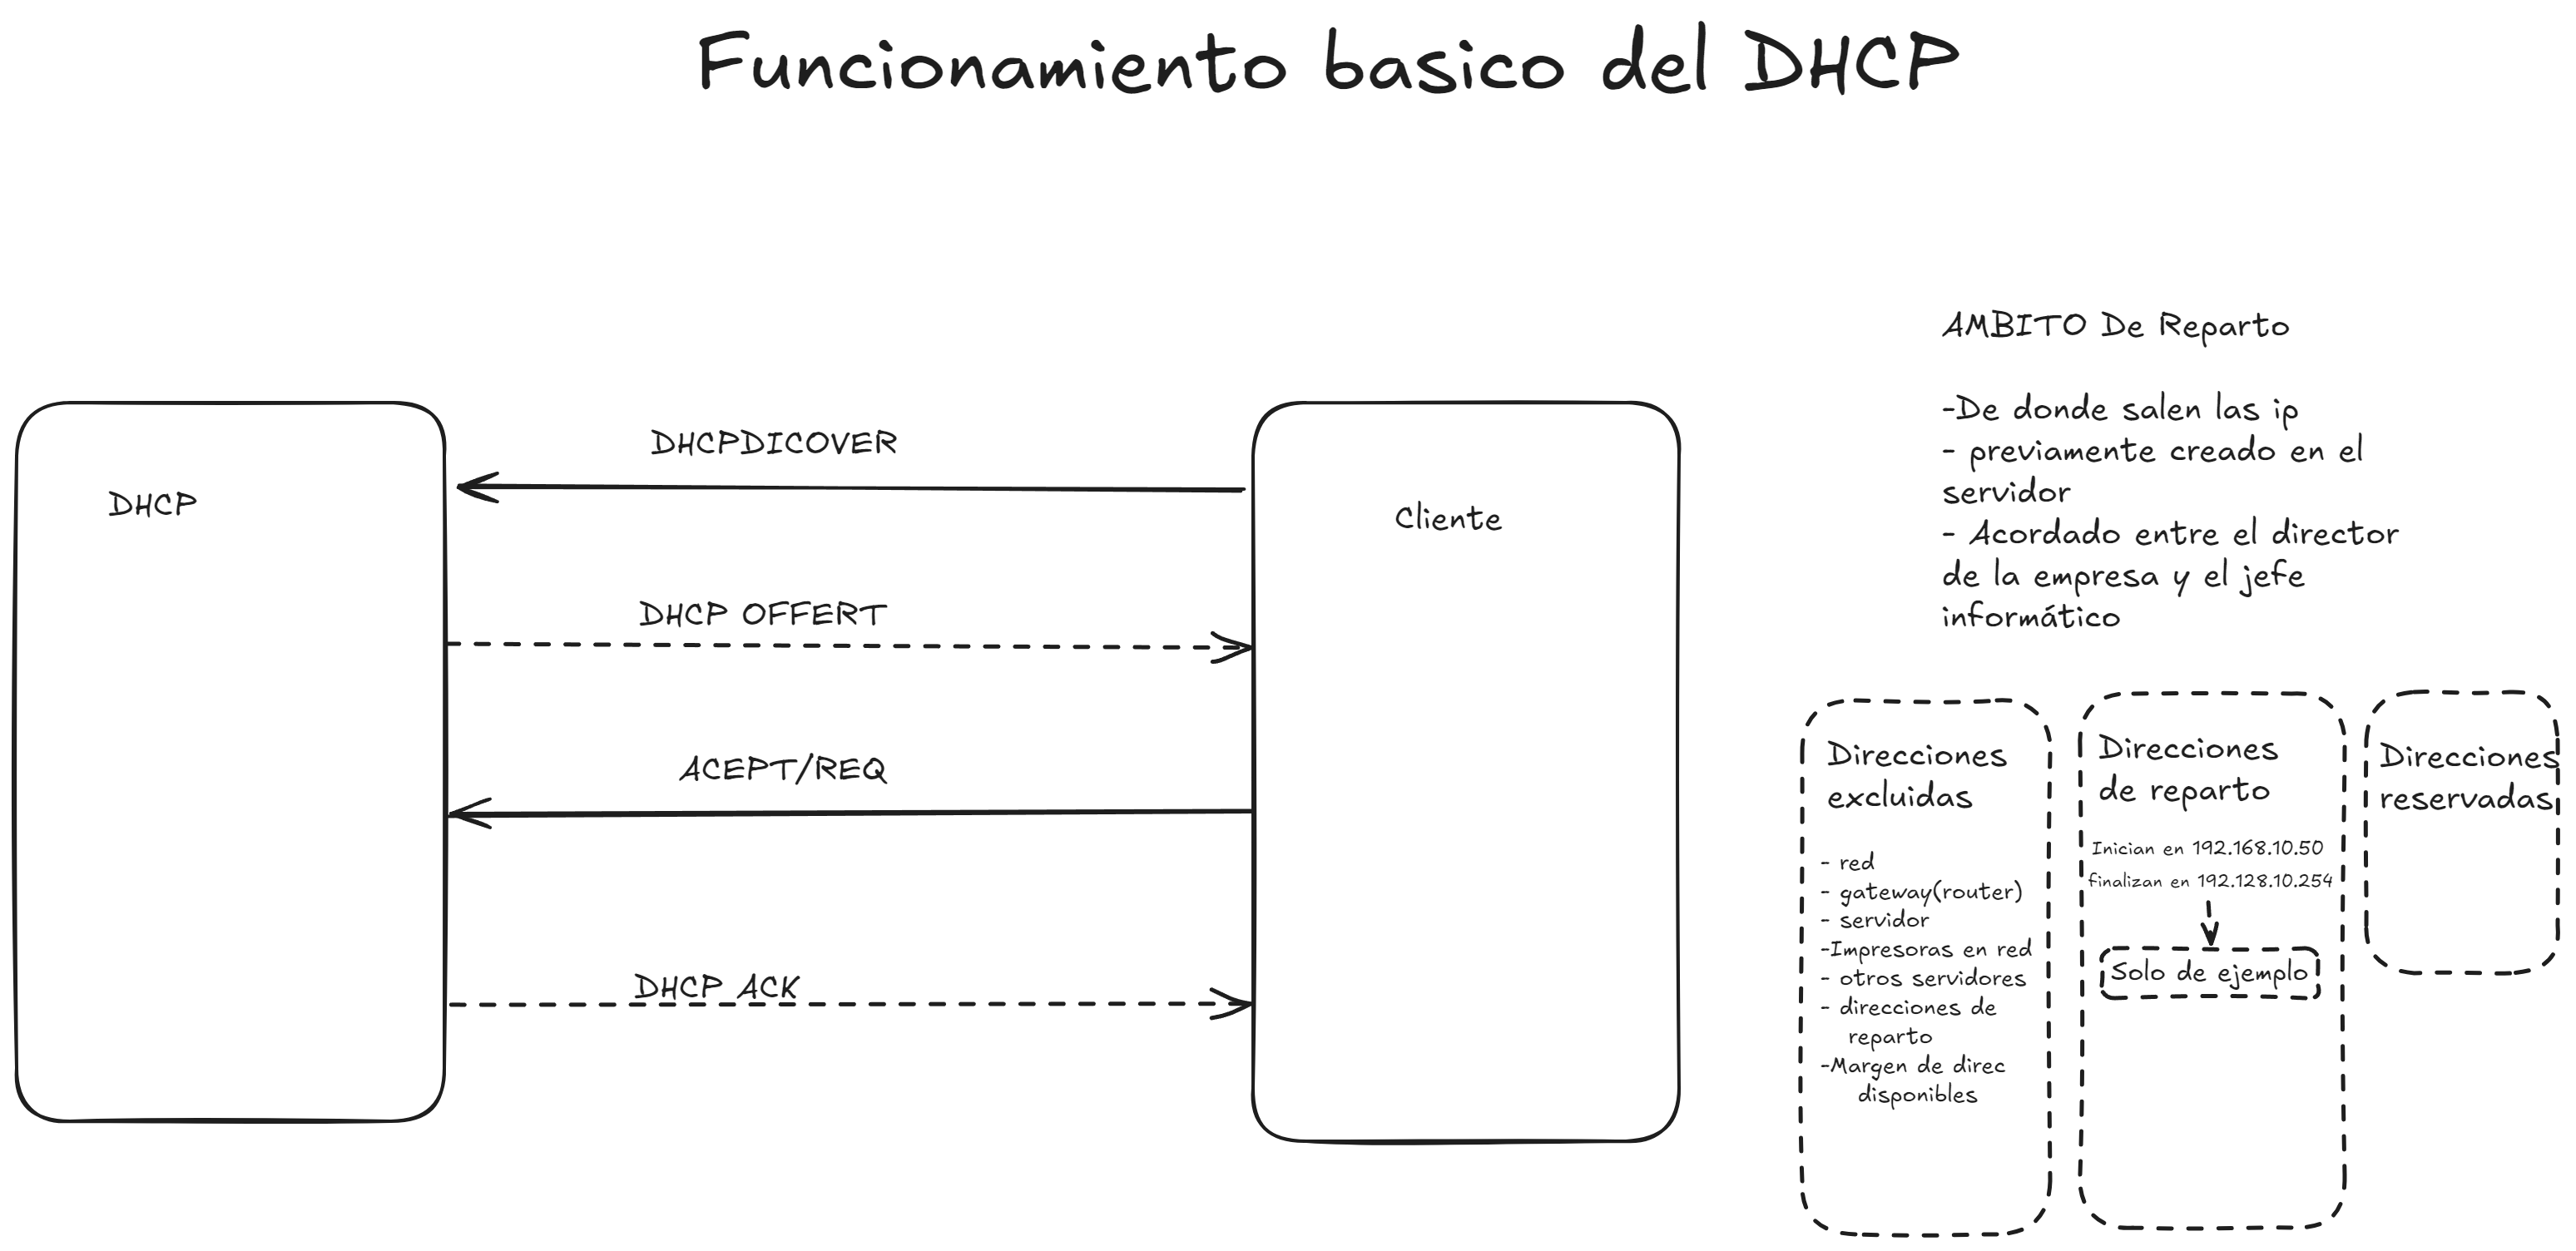 Funcionamiento basico del DHCP
DHCP
DHCPDICOVER
DHCP OFFERT
ACEPT/REQ
DHCP ACK
Cliente
AMBITO De Reparto
-De donde salen las ip
- previamente creado en el
servidor
- Acordado entre el director
de la empresa y el jefe
informático
Direcciones
excluidas
- red
- gateway(router)
- servidor
-Impresoras en red
- otros servidores
- direcciones de
reparto
-Margen de direc
disponibles
Direcciones
de reparto
Inician en 192.168.10.50
finalizan en 192.128.10.254
Solo de ejemplo
Direcciones
reservadas